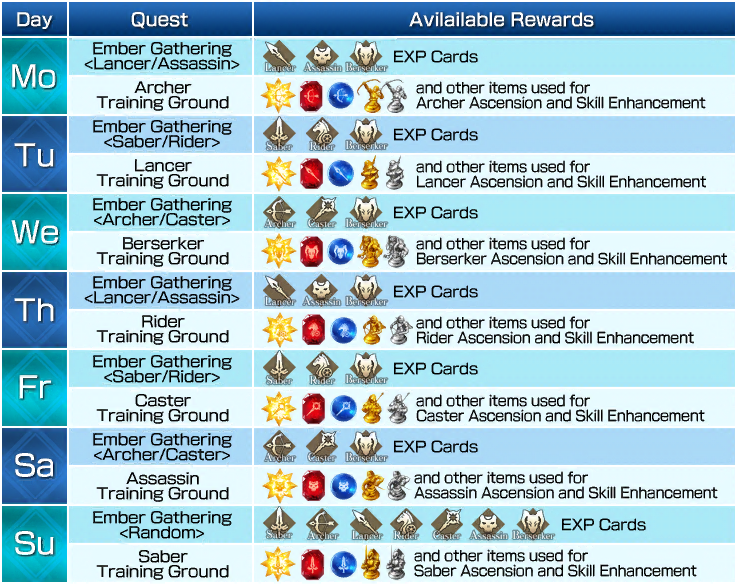 Day
Quest
Avilailable Rewards
Mo
Ember Gathering
<Lancer/Assassin>
Lancer
Assassin
Berserker
EXP Cards
Archer
Training Ground
and other items used for
Archer Ascension and Skill Enhancement
Tu
Ember Gathering
<Saber/Rider>
Saber
Rider
Berserker
EXP Cards
Lancer
Training Ground
and other items used for
Lancer Ascension and Skill Enhancement
We
Ember Gathering
<Archer/Caster>
Archer
Caster
Berserker
EXP Cards
Berserker
Training Ground
and other items used for
Berserker Ascension and Skill Enhancement
Th
Ember Gathering
<Lancer/Assassin>
Lancer
Assassin
Berserker
EXP Cards
Rider
Training Ground
and other items used for
Rider Ascension and Skill Enhancement
Fr
Ember Gathering
<Saber/Rider>
Saber
Rider
Berserker
EXP Cards
Caster
Training Ground
and other items used for
Caster Ascension and Skill Enhancement
Sa
Ember Gathering
<Archer/Caster>
Archer
Caster
Berserker
EXP Cards
Assassin
Training Ground
and other items used for
Assassin Ascension and Skill Enhancement
Su
Ember Gathering
<Random>
Saber
Archer
Lancer
Rider
Caster
Assassin
Berserker
EXP Cards
Saber
Training Ground
and other items used for
Saber Ascension and Skill Enhancement